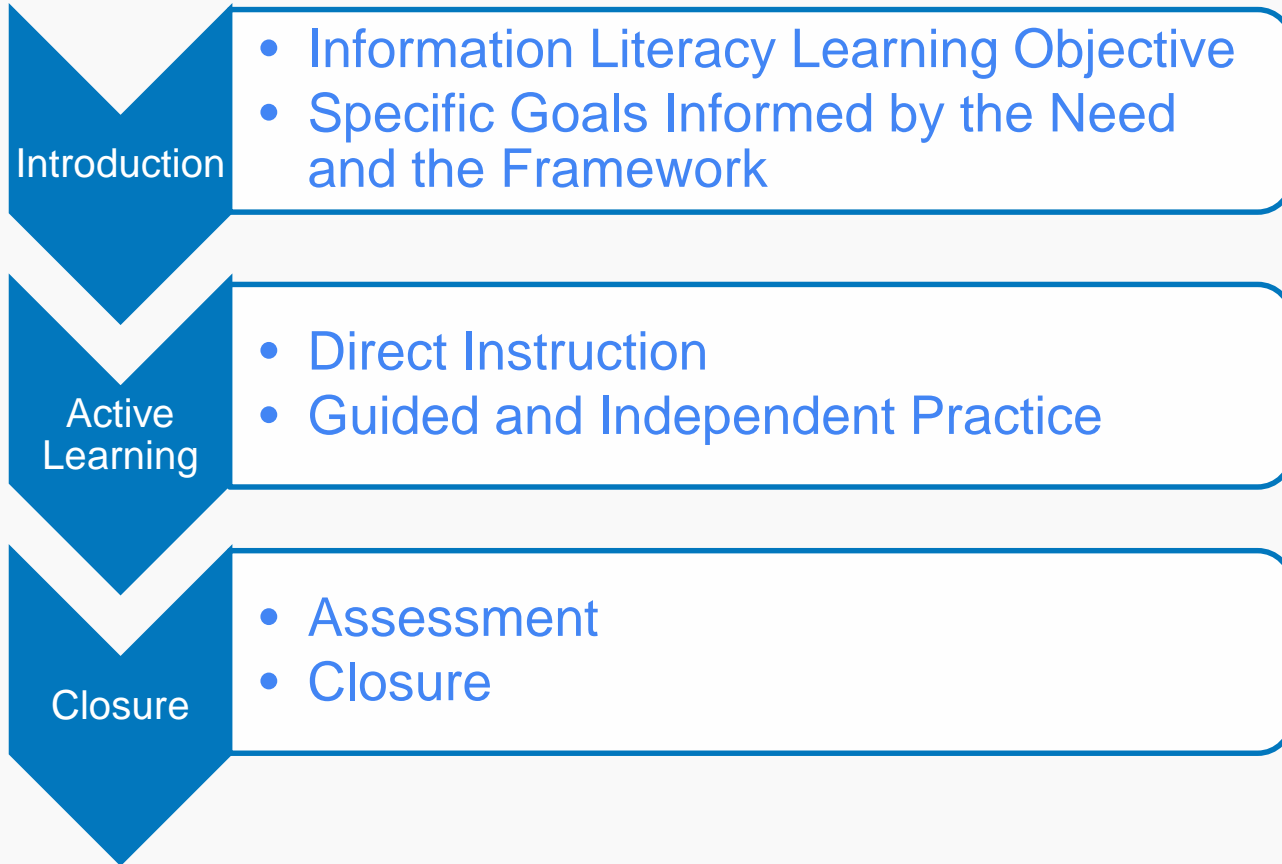 Introduction
• Information Literacy Learning Objective
• Specific Goals Informed by the Need
and the Framework
Active
Learning
• Direct Instruction
• Guided and Independent Practice
Closure
• Assessment
• Closure